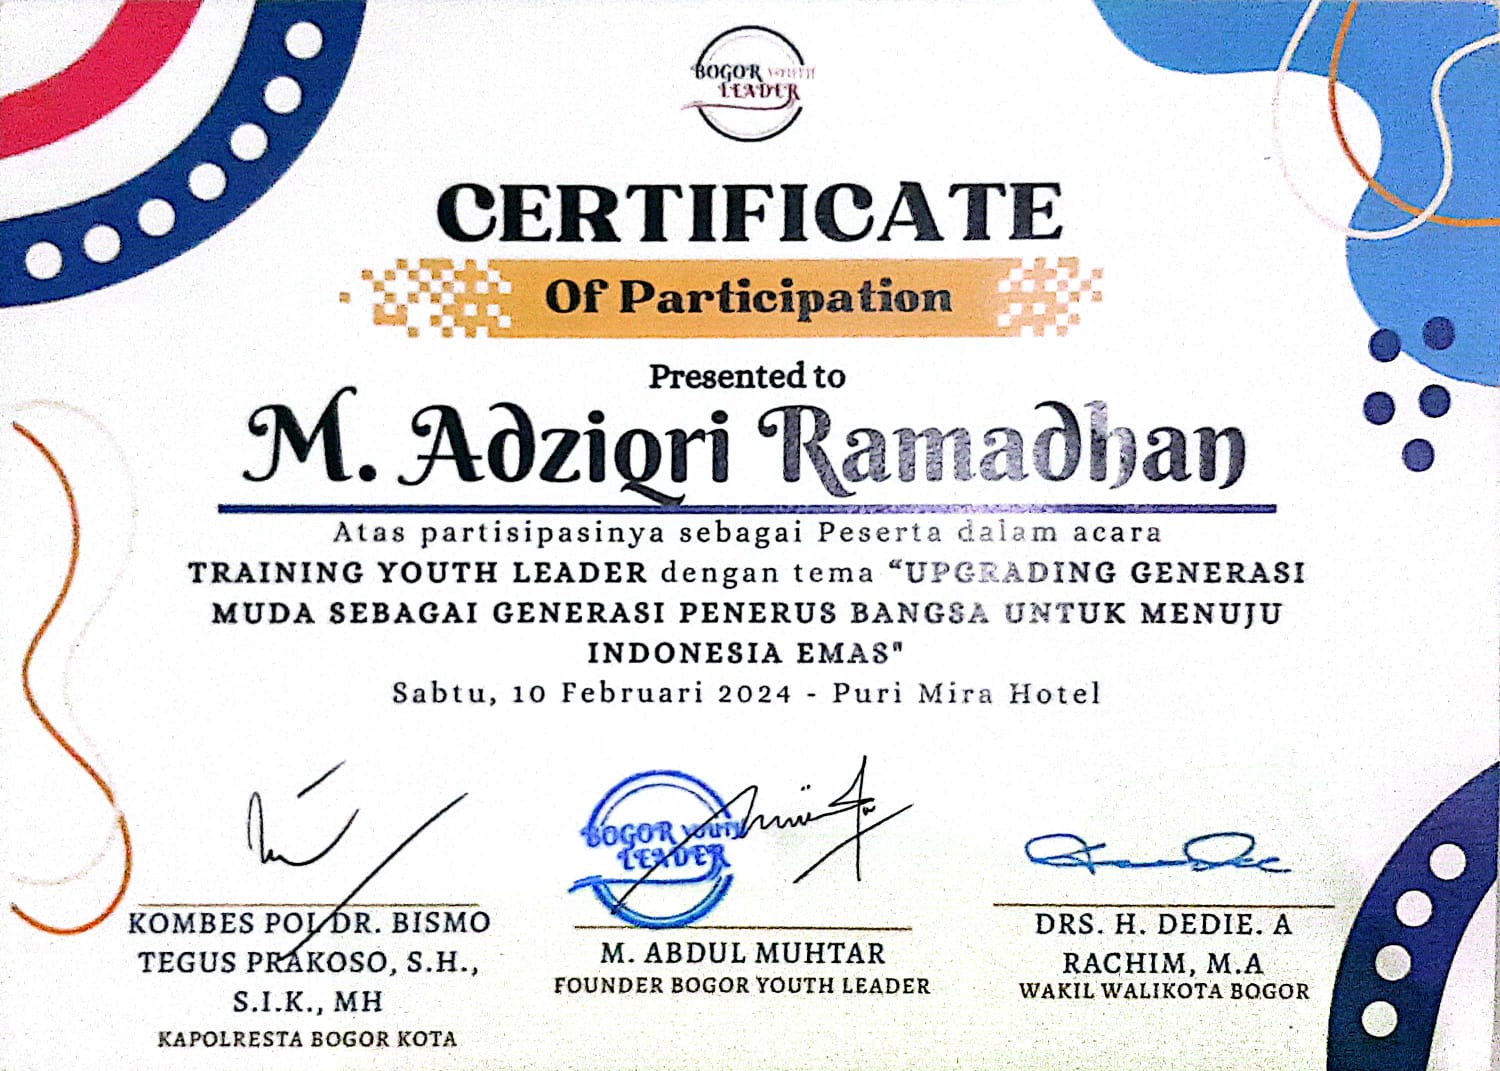 BOGOR YOUTH
LEADER
CERTIFICATE
Of Participation
Presented to
M. Adziqri Ramadhan
Atas partisipasinya sebagai Peserta dalam acara
TRAINING YOUTH LEADER dengan tema “UPGRADING GENERASI
MUDA SEBAGAI GENERASI PENERUS BANGSA UNTUK MENUJU
INDONESIA EMAS"
Sabtu, 10 Februari 2024 - Puri Mira Hotel
BOGOR YOUTH
LEADER
KOMBES POL DR. BISMO
TEGUS PRAKOSO, S.H.,
S.I.K., MH
KAPOLRESTA BOGOR KOTA
M. ABDUL MUHTAR
FOUNDER BOGOR YOUTH LEADER
DRS. H. DEDIE. A
RACHIM, M.A
WAKIL WALIKOTA BOGOR